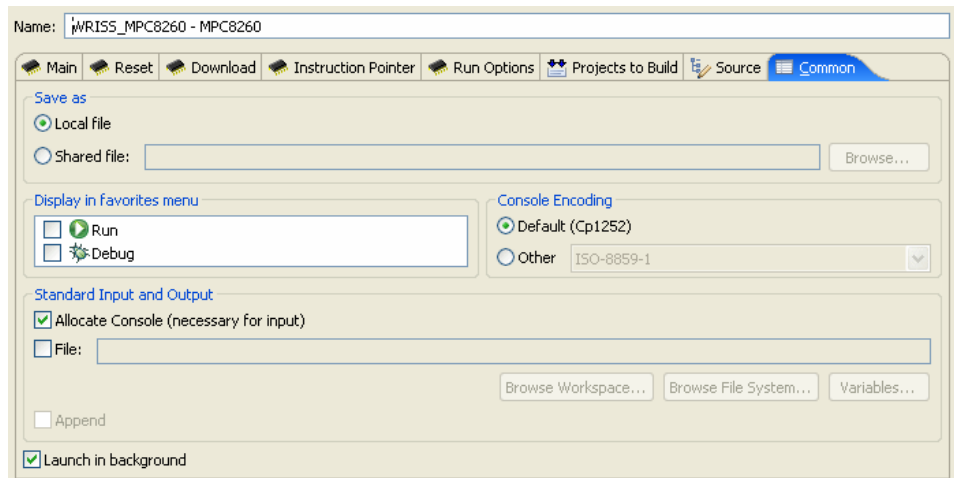 Name: WRISS_MPC8260 - MPC8260
Main Reset Download Instruction Pointer Run Options Projects to Build Source Common
Save as
Local file
Shared file: Browse...
Display in favorites menu
Run
Debug
Console Encoding
Default (Cp1252)
Other ISO-8859-1
Standard Input and Output
Allocate Console (necessary for input)
File:
Browse Workspace... Browse File System... Variables...
Append
Launch in background